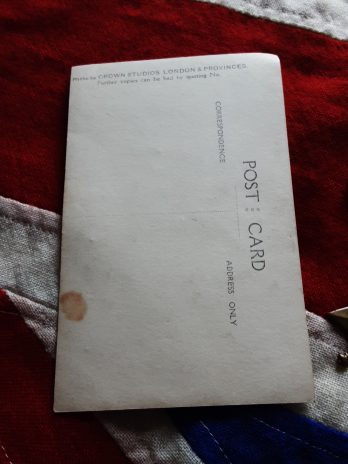 Photo by CROWN STUDIOS, LONDON & PROVINCES.
Further copies can be had by quoting No.
POST CARD
CORRESPONDENCE
ADDRESS ONLY